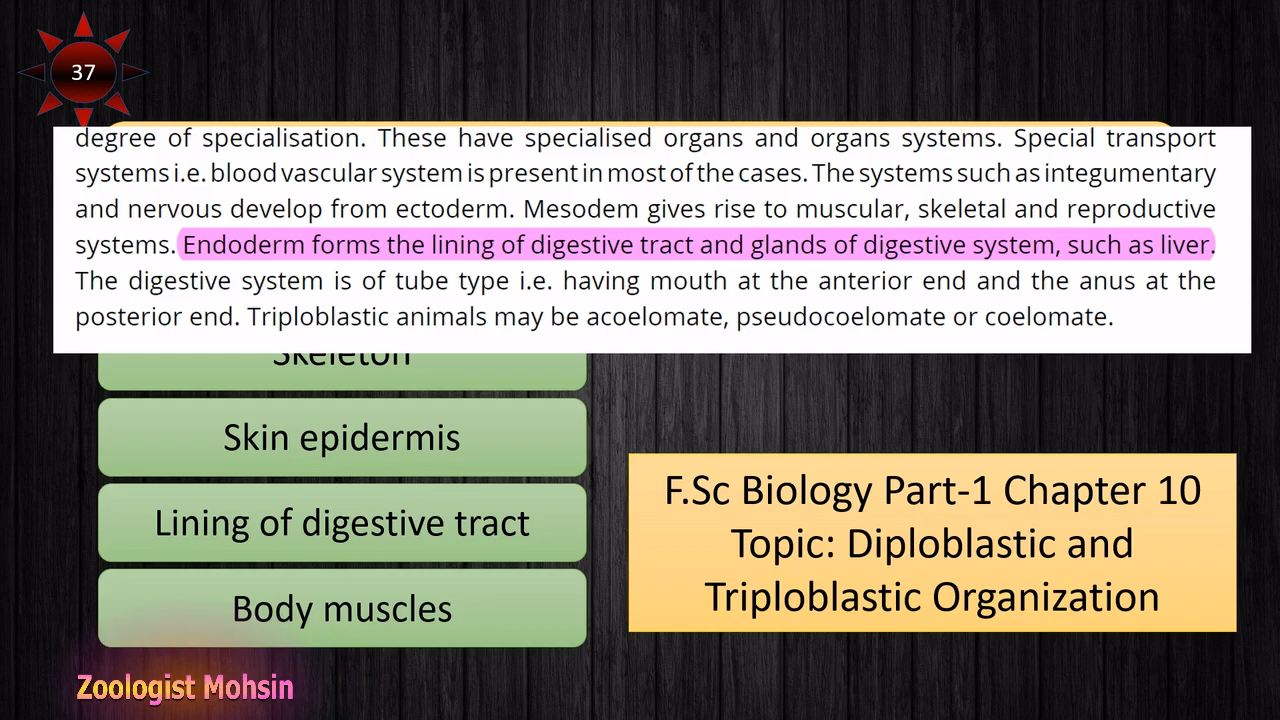 37
degree of specialisation. These have specialised organs and organs systems. Special transport
systems i.e. blood vascular system is present in most of the cases. The systems such as integumentary
and nervous develop from ectoderm. Mesodem gives rise to muscular, skeletal and reproductive
systems. Endoderm forms the lining of digestive tract and glands of digestive system, such as liver.
The digestive system is of tube type i.e. having mouth at the anterior end and the anus at the
posterior end. Triploblastic animals may be acoelomate, pseudocoelomate or coelomate.
Skeleton
Skin epidermis
Lining of digestive tract
Body muscles
F.Sc Biology Part-1 Chapter 10
Topic: Diploblastic and
Triploblastic Organization
Zoologist Mohsin